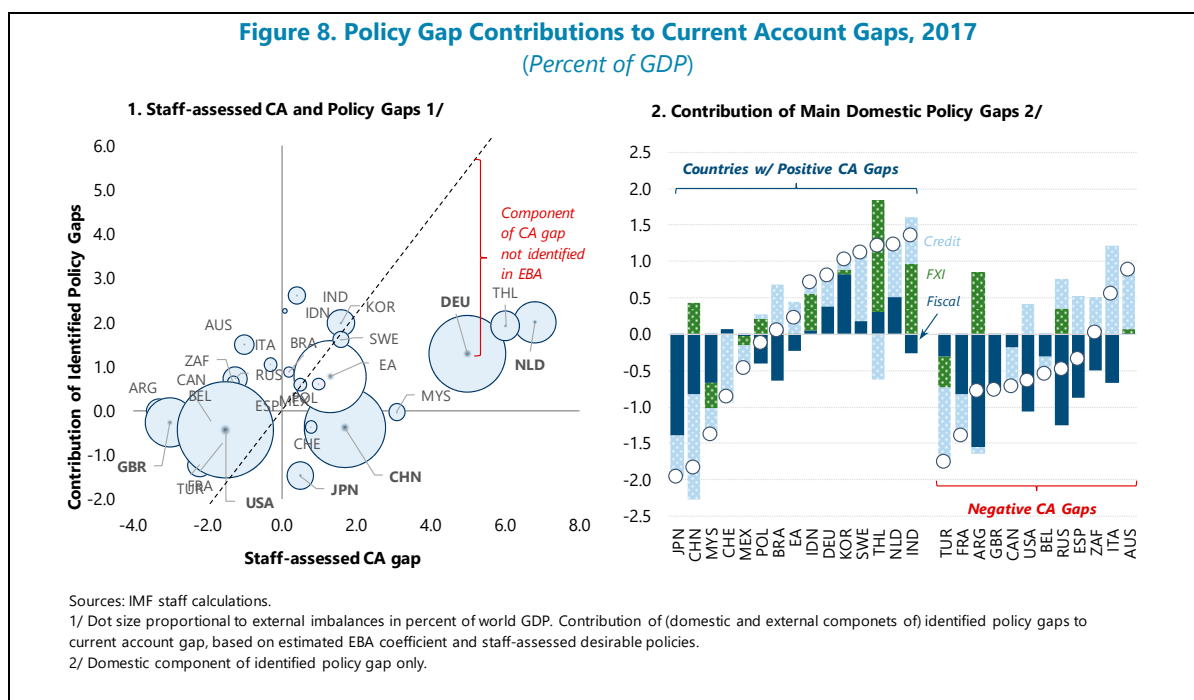 Figure 8. Policy Gap Contributions to Current Account Gaps, 2017
(Percent of GDP)
1. Staff-assessed CA and Policy Gaps 1/
Contribution of Identified Policy Gaps
6.0
5.0
4.0
3.0
2.0
1.0
0.0
-1.0
-2.0
-4.0 -2.0 0.0 2.0 4.0 6.0 8.0
Staff-assessed CA gap
Component
of CA gap
not identified
in EBA
IND
IDN
KOR
DEU
THL
AUS
ITA
BRA
SWE
ZAF
RUS
EA
NLD
CAN
ARG
BEL
ESP
MEX
POL
MYS
CHE
GBR
CHN
FRA
TUR
JPN
USA
2. Contribution of Main Domestic Policy Gaps 2/
2.5
2.0
1.5
1.0
0.5
0.0
-0.5
-1.0
-1.5
-2.0
-2.5
Countries w/ Positive CA Gaps
Credit
FXI
Fiscal
Negative CA Gaps
JPN CHN MYS CHE MEX POL BRA EA IDN DEU KOR SWE THL NLD IND TUR FRA ARG GBR CAN USA BEL RUS ESP ZAF ITA AUS
Sources: IMF staff calculations.
1/ Dot size proportional to external imbalances in percent of world GDP. Contribution of (domestic and external componets of) identified policy gaps to
current account gap, based on estimated EBA coefficient and staff-assessed desirable policies.
2/ Domestic component of identified policy gap only.